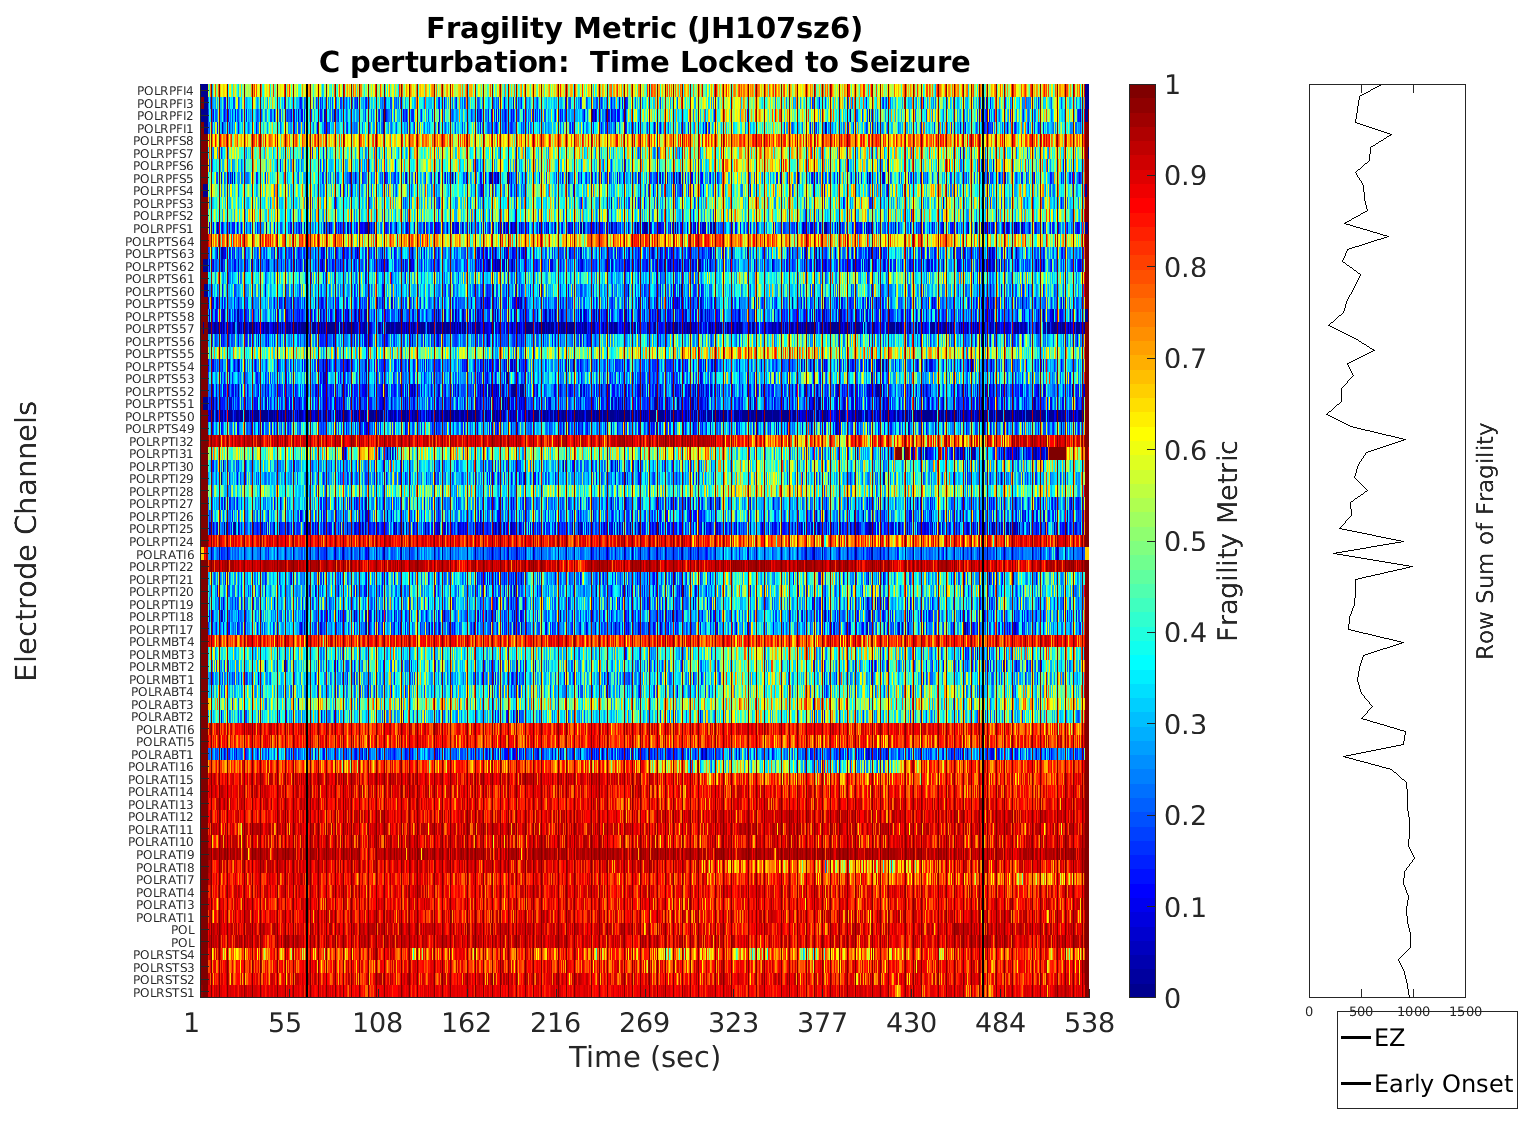 Fragility Metric (JH107sz6)
C perturbation:  Time Locked to Seizure
Electrode Channels
POLRPFI4
POLRPFI3
POLRPFI2
POLRPFI1
POLRPFS8
POLRPFS7
POLRPFS6
POLRPFS5
POLRPFS4
POLRPFS3
POLRPFS2
POLRPFS1
POLRPTS64
POLRPTS63
POLRPTS62
POLRPTS61
POLRPTS60
POLRPTS59
POLRPTS58
POLRPTS57
POLRPTS56
POLRPTS55
POLRPTS54
POLRPTS53
POLRPTS52
POLRPTS51
POLRPTS50
POLRPTS49
POLRPTI32
POLRPTI31
POLRPTI30
POLRPTI29
POLRPTI28
POLRPTI27
POLRPTI26
POLRPTI25
POLRPTI24
POLRATI6
POLRPTI22
POLRPTI21
POLRPTI20
POLRPTI19
POLRPTI18
POLRPTI17
POLRMBT4
POLRMBT3
POLRMBT2
POLRMBT1
POLRABT4
POLRABT3
POLRABT2
POLRATI6
POLRATI5
POLRABT1
POLRATI16
POLRATI15
POLRATI14
POLRATI13
POLRATI12
POLRATI11
POLRATI10
POLRATI9
POLRATI8
POLRATI7
POLRATI4
POLRATI3
POLRATI1
POL
POL
POLRSTS4
POLRSTS3
POLRSTS2
POLRSTS1
1 55 108 162 216 269 323 377 430 484 538
Time (sec)
1
0.9
0.8
0.7
0.6
0.5
0.4
0.3
0.2
0.1
0
Fragility Metric
Row Sum of Fragility
0 500 1000 1500
EZ
Early Onset